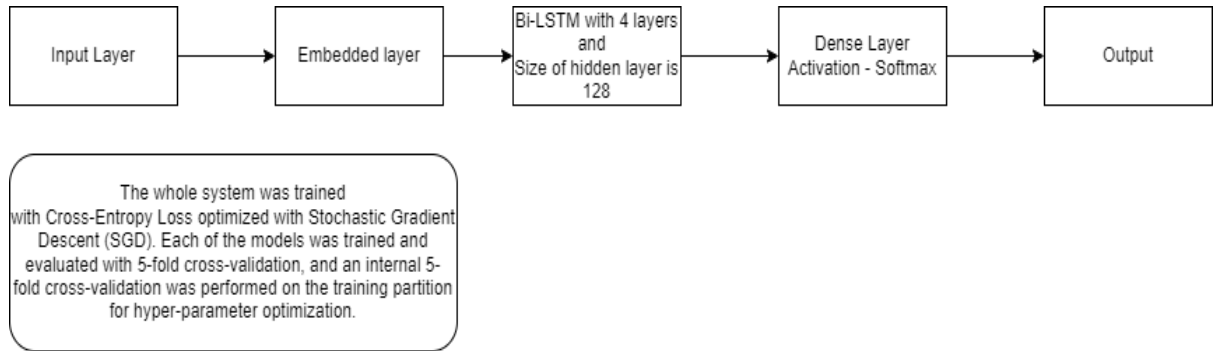 Input Layer
Embedded layer
Bi-LSTM with 4 layers
and
Size of hidden layer is
128
Dense Layer
Activation - Softmax
Output
The whole system was trained
with Cross-Entropy Loss optimized with Stochastic Gradient
Descent (SGD). Each of the models was trained and
evaluated with 5-fold cross-validation, and an internal 5-
fold cross-validation was performed on the training partition
for hyper-parameter optimization.